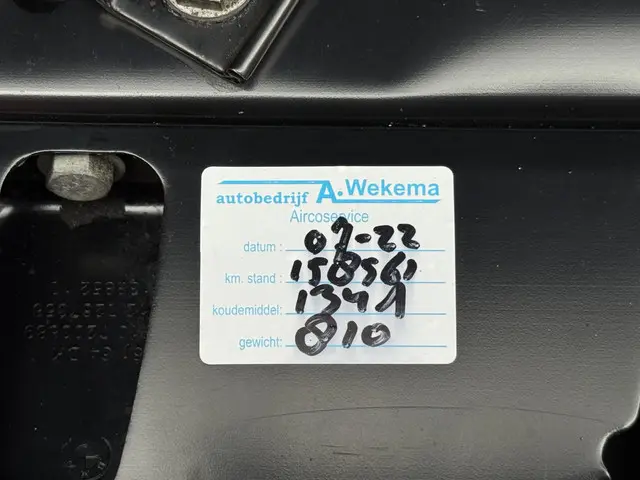 autobedrijf A. Wekema
Aircoservice
datum : 07-22
km. stand : 158561
koudemiddel: 134A
gewicht: 810